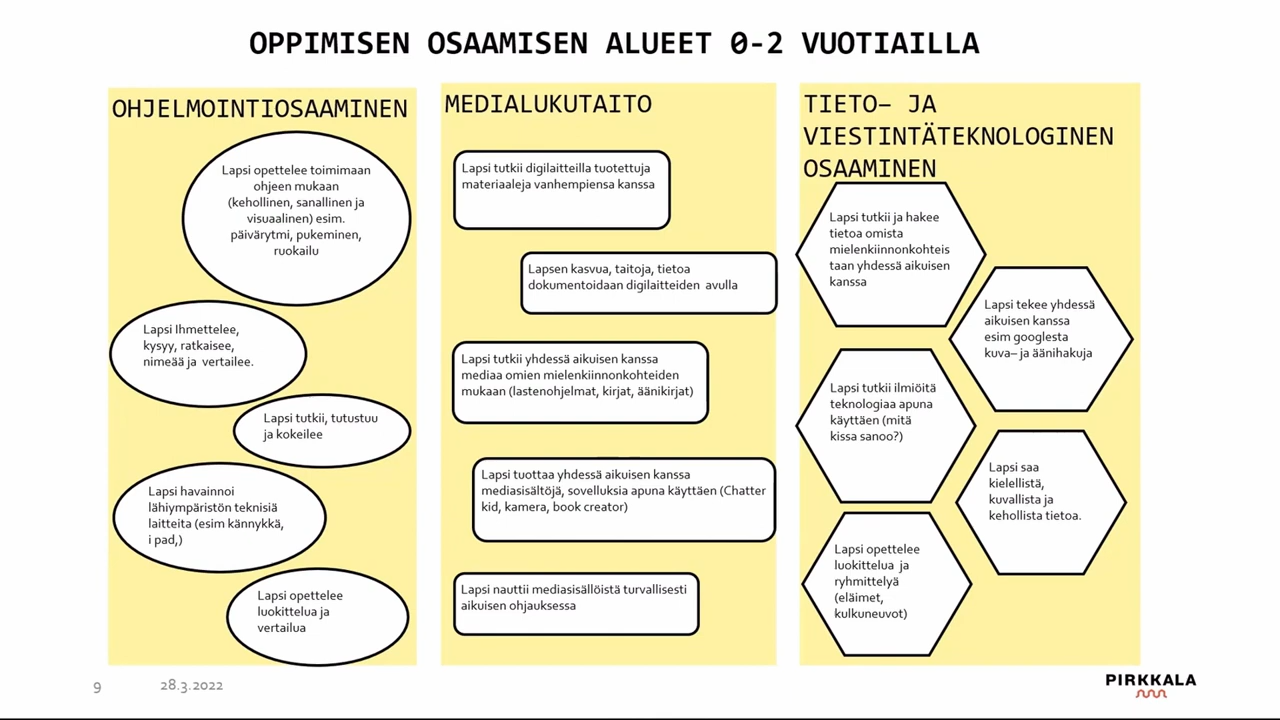 OPPIMISEN OSAAMISEN ALUEET 0-2 VUOTIAILLA
OHJELMOINTIOSAAMINEN
Lapsi opettelee toimimaan
ohjeen mukaan
(kehollinen, sanallinen ja
visuaalinen) esim.
päivärytmi, pukeminen,
ruokailu
Lapsi Ihmettelee,
kysyy, ratkaisee,
nimeää ja vertailee.
Lapsi tutkii, tutustuu
ja kokeilee
Lapsi havainnoi
lähiympäristön teknisiä
laitteita (esim kännykkä,
i pad,)
Lapsi opettelee
luokittelua ja
vertailua
MEDIALUKUTAITO
Lapsi tutkii digilaitteilla tuotettuja
materiaaleja vanhempiensa kanssa
Lapsen kasvua, taitoja, tietoa
dokumentoidaan digilaitteiden avulla
Lapsi tutkii yhdessä aikuisen kanssa
mediaa omien mielenkiinnonkohteiden
mukaan (lastenohjelmat, kirjat, äänikirjat)
Lapsi tuottaa yhdessä aikuisen kanssa
mediasisältöjä, sovelluksia apuna käyttäen (Chatter
kid, kamera, book creator)
Lapsi nauttii mediasisällöistä turvallisesti
aikuisen ohjauksessa
TIETO– JA
VIESTINTÄTEKNOLOGINEN
OSAAMINEN
Lapsi tutkii ja hakee
tietoa omista
mielenkiinnonkohteis
taan yhdessä aikuisen
kanssa
Lapsi tekee yhdessä
aikuisen kanssa
esim googlesta
kuva– ja äänihakuja
Lapsi tutkii ilmiöitä
teknologiaa apuna
käyttäen (mitä
kissa sanoo?)
Lapsi saa
kielellistä,
kuvallista ja
kehollista tietoa.
Lapsi opettelee
luokittelua ja
ryhmittelyä
(eläimet,
kulkuneuvot)
9
28.3.2022
PIRKKALA